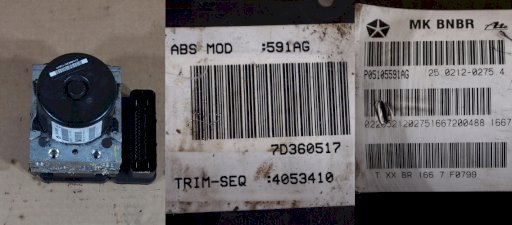 ABS MOD :591AG
7D360517
TRIM-SEQ :4053410
MK BNBR Ate
P05105591AG 25.0212-0275.4
T XX BR 166 7 F0799